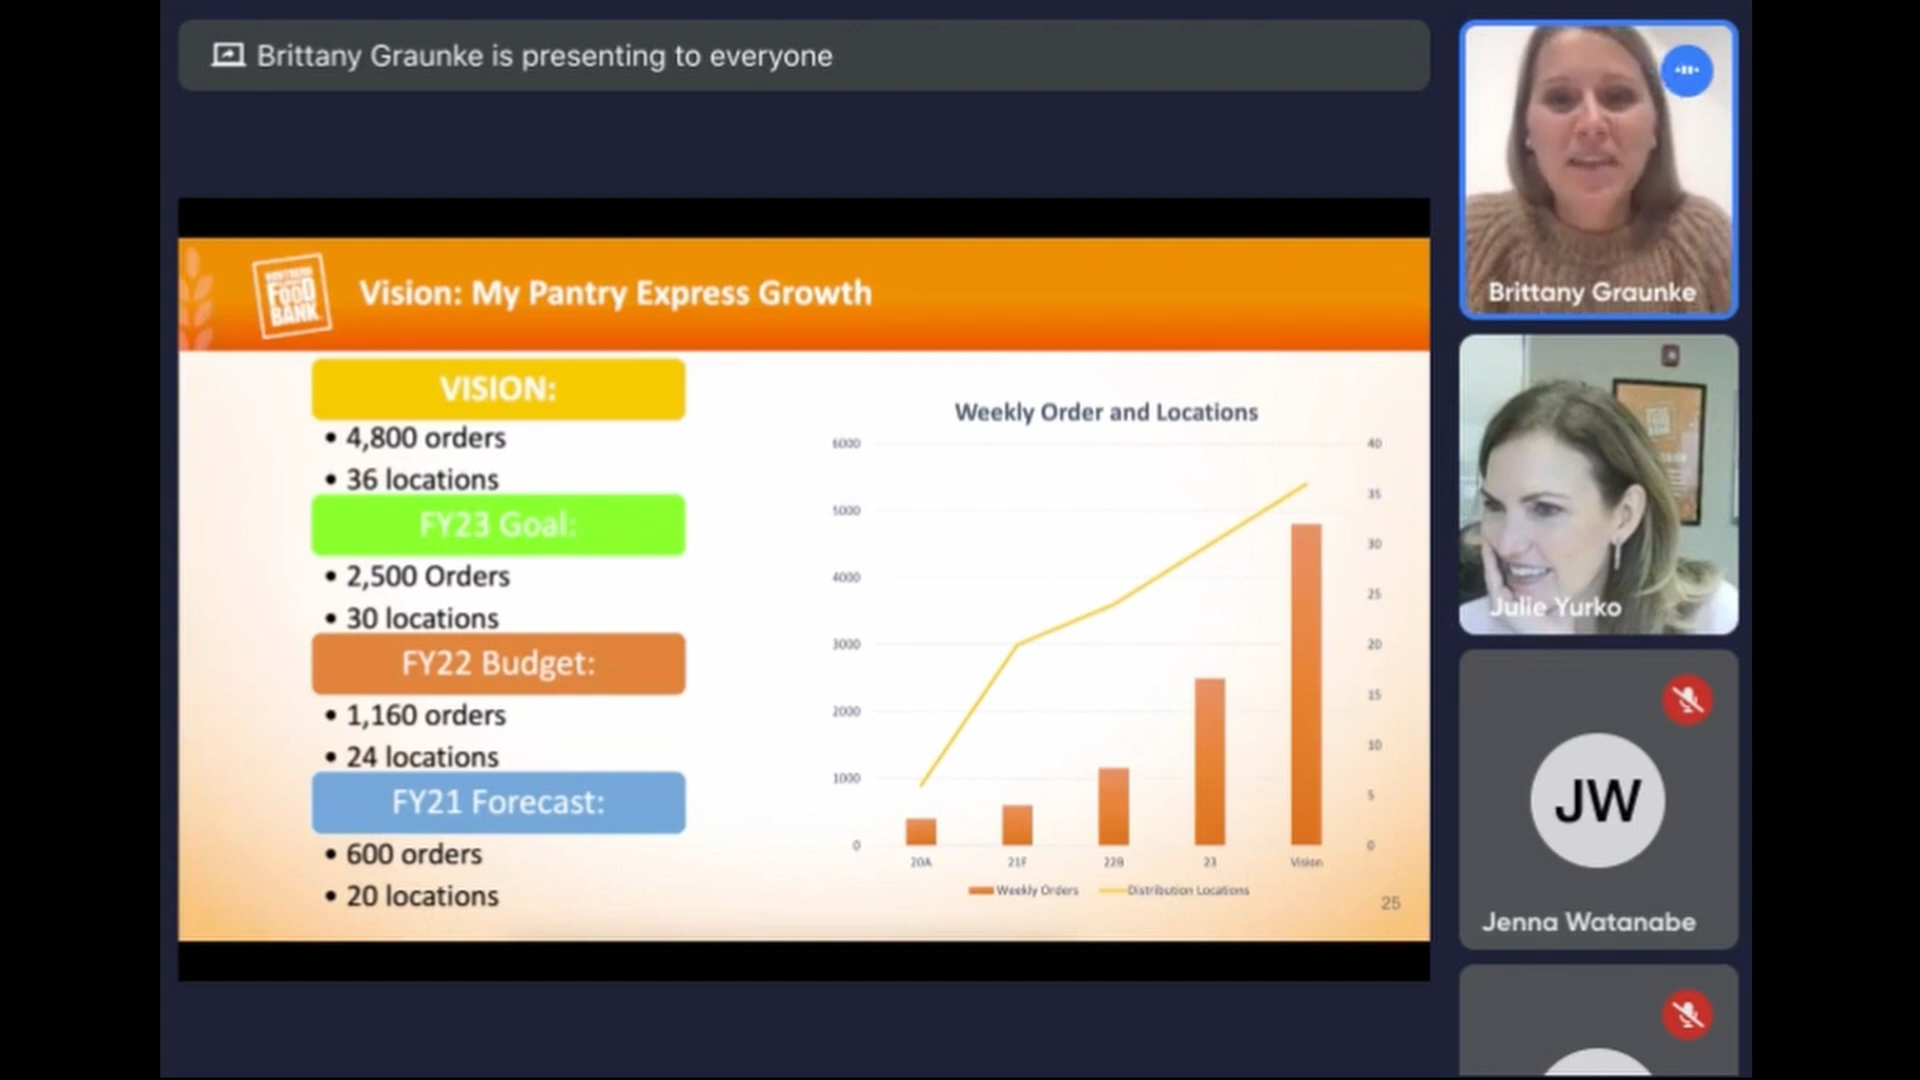 Brittany Graunke is presenting to everyone
FOOD
BANK
Vision: My Pantry Express Growth
VISION:
• 4,800 orders
• 36 locations
FY23 Goal:
• 2,500 Orders
• 30 locations
FY22 Budget:
• 1,160 orders
• 24 locations
FY21 Forecast:
• 600 orders
• 20 locations
Weekly Order and Locations
6000
5000
4000
3000
2000
1000
0
40
35
30
25
20
15
10
5
0
20A 21F 22B 23 Vision
Weekly Orders Distribution Locations
25
Brittany Graunke
Julie Yurko
JW
Jenna Watanabe